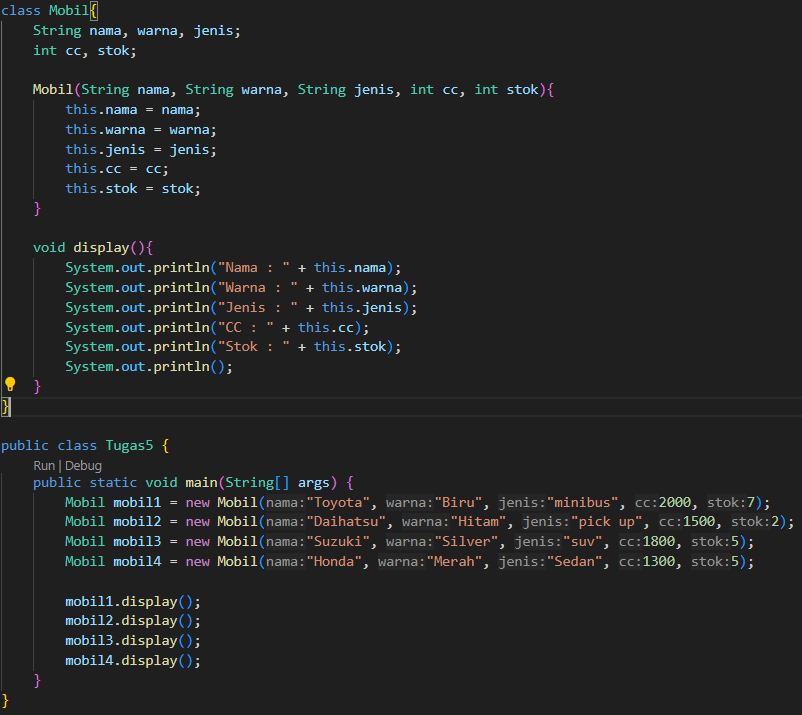 class Mobil{
    String nama, warna, jenis;
    int cc, stok;

    Mobil(String nama, String warna, String jenis, int cc, int stok){
        this.nama = nama;
        this.warna = warna;
        this.jenis = jenis;
        this.cc = cc;
        this.stok = stok;
    }

    void display(){
        System.out.println("Nama : " + this.nama);
        System.out.println("Warna : " + this.warna);
        System.out.println("Jenis : " + this.jenis);
        System.out.println("CC : " + this.cc);
        System.out.println("Stok : " + this.stok);
        System.out.println();
    }
}

public class Tugas5 {
    Run | Debug
    public static void main(String[] args) {
        Mobil mobil1 = new Mobil(nama:"Toyota", warna:"Biru", jenis:"minibus", cc:2000, stok:7);
        Mobil mobil2 = new Mobil(nama:"Daihatsu", warna:"Hitam", jenis:"pick up", cc:1500, stok:2);
        Mobil mobil3 = new Mobil(nama:"Suzuki", warna:"Silver", jenis:"suv", cc:1800, stok:5);
        Mobil mobil4 = new Mobil(nama:"Honda", warna:"Merah", jenis:"Sedan", cc:1300, stok:5);

        mobil1.display();
        mobil2.display();
        mobil3.display();
        mobil4.display();
    }
}